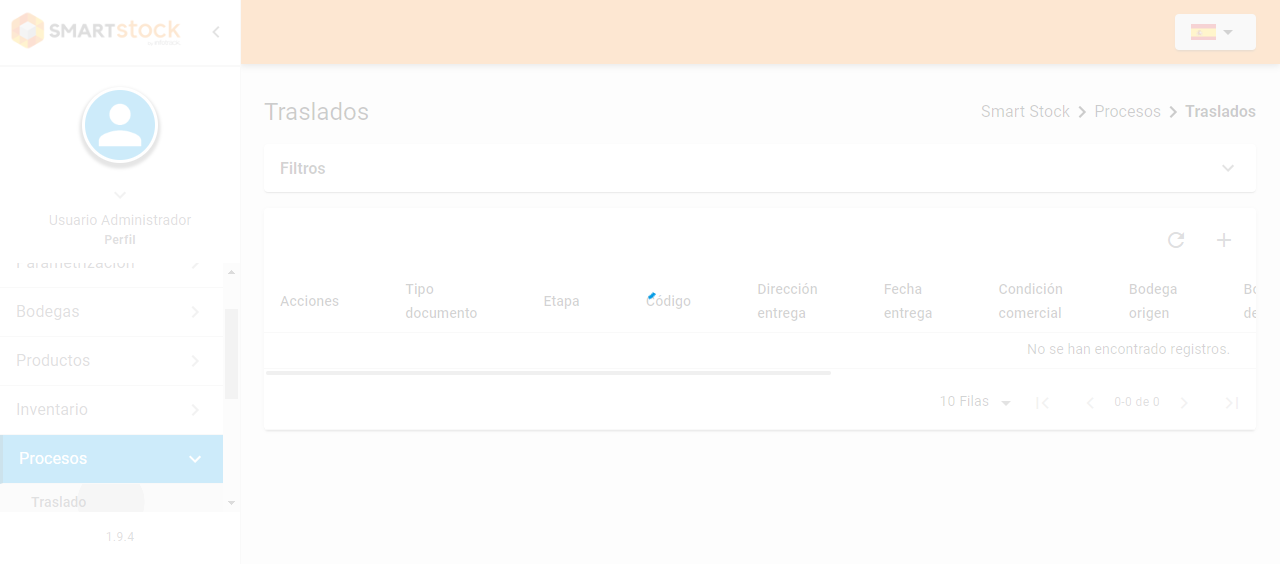 SMARTstock
Usuario Administrador
Perfil
Parametrización
Bodegas
Productos
Inventario
Procesos
Traslado
1.9.4
Traslados
Smart Stock
Procesos
Traslados
Filtros
Acciones
Tipo
documento
Etapa
Código
Dirección
entrega
Fecha
entrega
Condición
comercial
Bodega
origen
No se han encontrado registros.
10 Filas
0-0 de 0